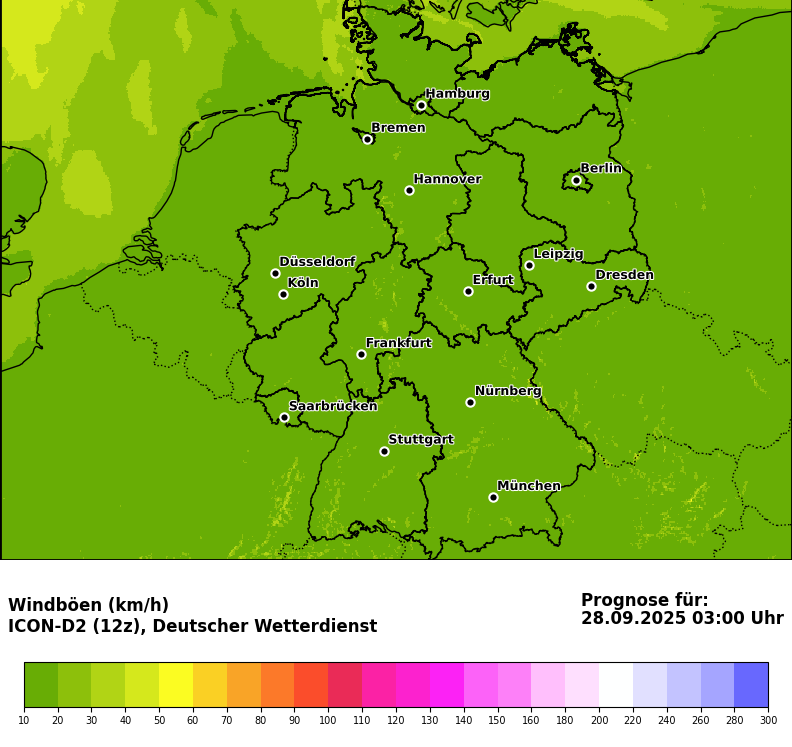 Hamburg
Bremen
Berlin
Hannover
Leipzig
Düsseldorf
Dresden
Köln
Erfurt
Frankfurt
Nürnberg
Saarbrücken
Stuttgart
München
Windböen (km/h)
ICON-D2 (12z), Deutscher Wetterdienst
Prognose für:
28.09.2025 03:00 Uhr
10 20 30 40 50 60 70 80 90 100 110 120 130 140 150 160 180 200 220 240 260 280 300